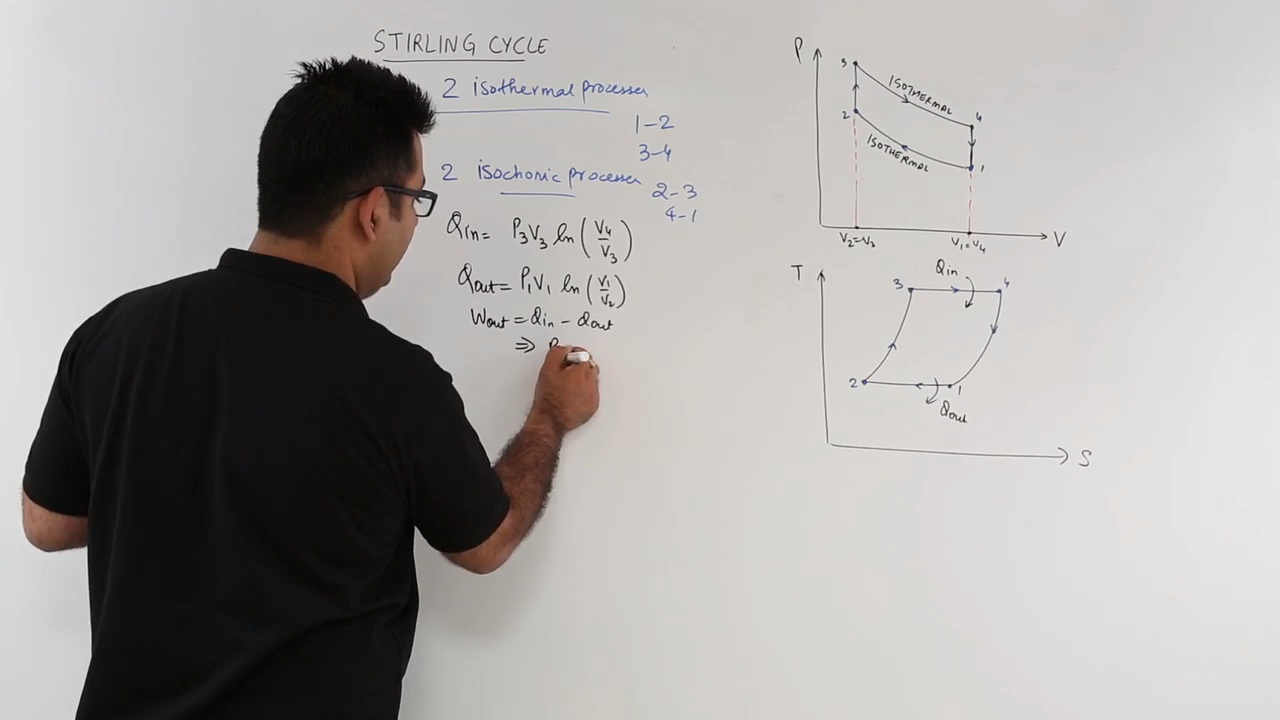 STIRLING CYCLE
2 isothermal processes
1-2
3-4
2 isochoric processes
2-3
4-1
Qin = P3V3 ln (V4/V3)
Qout = P1V1 ln (V1/V2)
Wout = Qin - Qout
⇒ P
P
3
ISOTHERMAL
4
2
ISOTHERMAL
1
V2=V3
V1=V4
V
T
Qin
3
4
2
1
Qout
S